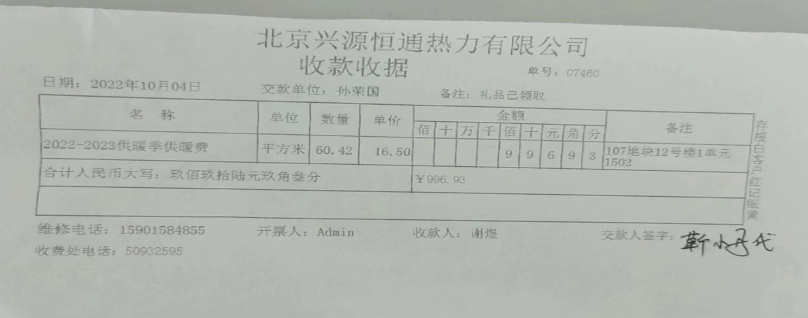 北京兴源恒通热力有限公司
收款收据
单号：07460
日期：2022年10月04日 交款单位：孙荣国 备注：礼品已领取
名 称 单位 数量 单价 金额 备注
佰 十 万 千 佰 十 元 角 分
2022-2023供暖季供暖费 平方米 60.42 16.50 9 9 6 9 3 107地块12号楼1单元
1502
合计人民币大写：玖佰玖拾陆元玖角叁分 ¥996.93
维修电话：15901584855 开票人：Admin 收款人：谢煜 交款人签字：
收费处电话：50932595
存根白客户红记账黄